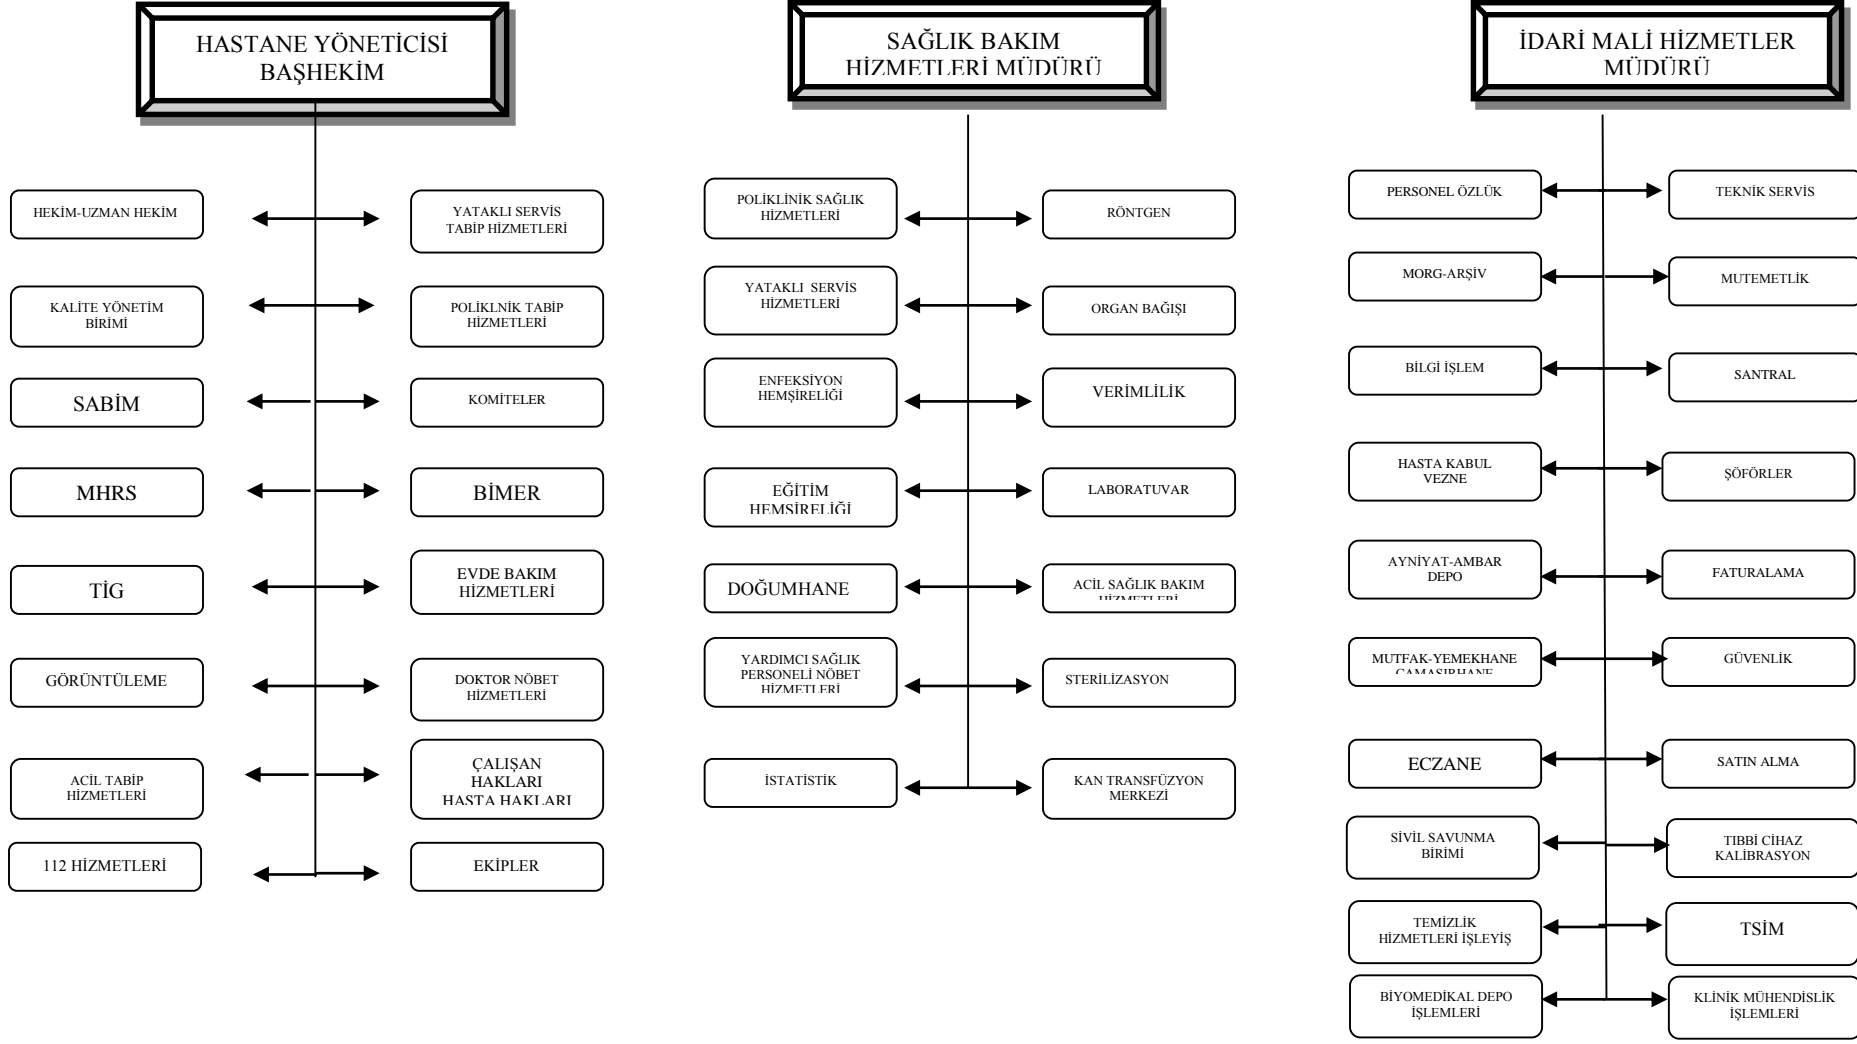 HASTANE YÖNETİCİSİ
BAŞHEKİM
HEKİM-UZMAN HEKİM
YATAKLI SERVİS
TABİP HİZMETLERİ
KALİTE YÖNETİM
BİRİMİ
POLİKLNİK TABİP
HİZMETLERİ
SABİM
KOMİTELER
MHRS
BİMER
TİG
EVDE BAKIM
HİZMETLERİ
GÖRÜNTÜLEME
DOKTOR NÖBET
HİZMETLERİ
ACİL TABİP
HİZMETLERİ
ÇALIŞAN
HAKLARI
HASTA HAKLARI
112 HİZMETLERİ
EKİPLER
SAĞLIK BAKIM
HİZMETLERİ MÜDÜRÜ
POLİKLİNİK SAĞLIK
HİZMETLERİ
RÖNTGEN
YATAKLI SERVİS
HİZMETLERİ
ORGAN BAĞIŞI
ENFEKSİYON
HEMŞİRELİĞİ
VERİMLİLİK
EĞİTİM
HEMŞİRELİĞİ
LABORATUVAR
DOĞUMHANE
ACİL SAĞLIK BAKIM
HİZMETLERİ
YARDIMCI SAĞLIK
PERSONELİ NÖBET
HİZMETLERİ
STERİLİZASYON
İSTATİSTİK
KAN TRANSFÜZYON
MERKEZİ
İDARİ MALİ HİZMETLER
MÜDÜRÜ
PERSONEL ÖZLÜK
TEKNİK SERVİS
MORG-ARŞİV
MUTEMETLİK
BİLGİ İŞLEM
SANTRAL
HASTA KABUL
VEZNE
ŞÖFÖRLER
AYNİYAT-AMBAR
DEPO
FATURALAMA
MUTFAK-YEMEKHANE
ÇAMAŞIRHANE
GÜVENLİK
ECZANE
SATIN ALMA
SİVİL SAVUNMA
BİRİMİ
TIBBİ CİHAZ
KALİBRASYON
TEMİZLİK
HİZMETLERİ İŞLEYİŞ
TSİM
BİYOMEDİKAL DEPO
İŞLEMLERİ
KLİNİK MÜHENDİSLİK
İŞLEMLERİ